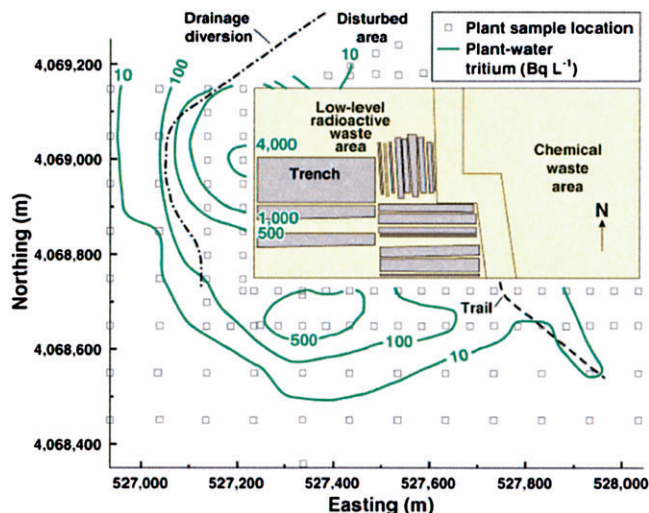 Drainage
diversion
Disturbed
area
Plant sample location
Plant-water
tritium (Bq L⁻¹)
10
10
100
4,069,200
4,069,000
4,068,800
4,068,600
4,068,400
Northing (m)
Low-level
radioactive
waste
area
Chemical
waste
area
4,000
Trench
N
1,000
500
Trail
500
100
10
527,000
527,200
527,400
527,600
527,800
528,000
Easting (m)